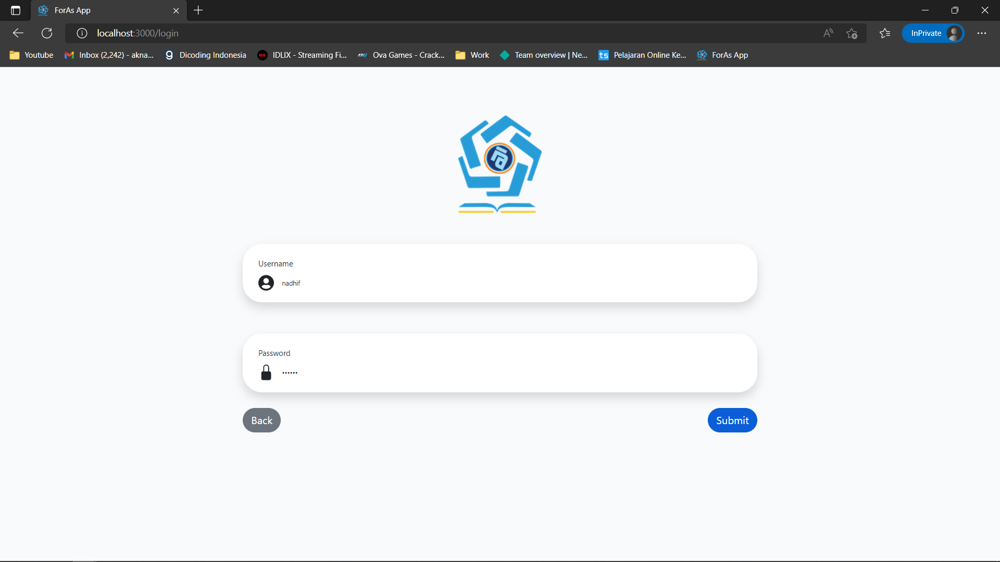 ForAs App
localhost:3000/login
InPrivate
Youtube
Inbox (2,242) - akna...
Dicoding Indonesia
IDLIX - Streaming Fi...
Ova Games - Crack...
Work
Team overview | Ne...
ts
Pelajaran Online Ke...
ForAs App
Username
nadhif
Password
••••••
Back
Submit